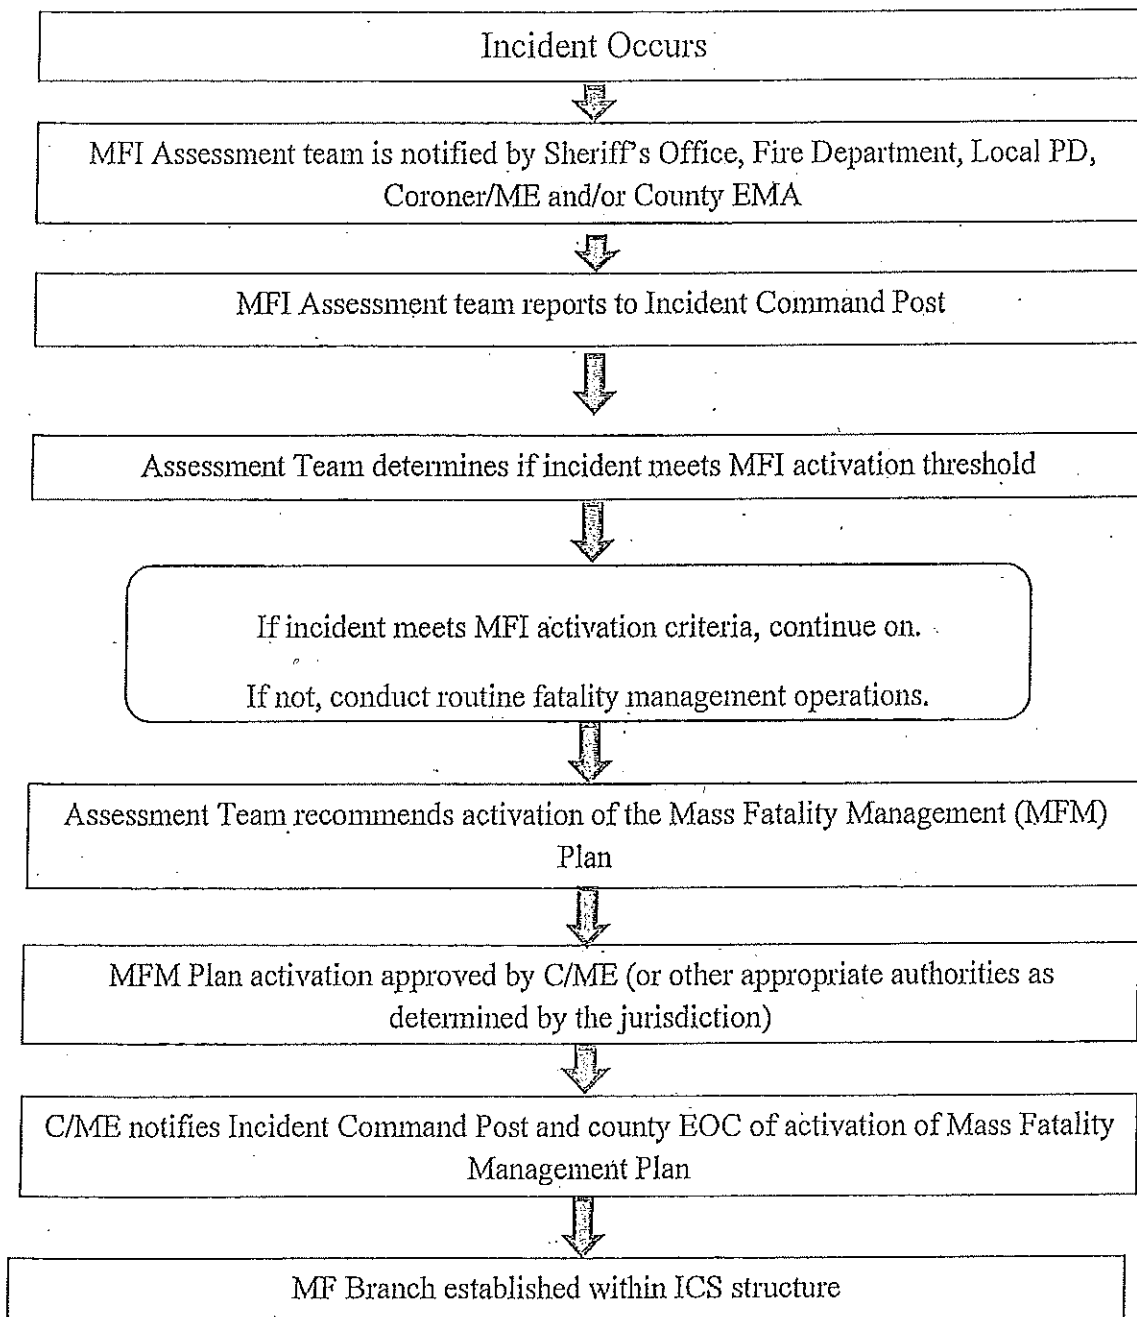 Incident Occurs
MFI Assessment team is notified by Sheriff's Office, Fire Department, Local PD,
Coroner/ME and/or County EMA
MFI Assessment team reports to Incident Command Post
Assessment Team determines if incident meets MFI activation threshold
If incident meets MFI activation criteria, continue on.
If not, conduct routine fatality management operations.
Assessment Team recommends activation of the Mass Fatality Management (MFM)
Plan
MFM Plan activation approved by C/ME (or other appropriate authorities as
determined by the jurisdiction)
C/ME notifies Incident Command Post and county EOC of activation of Mass Fatality
Management Plan
MF Branch established within ICS structure